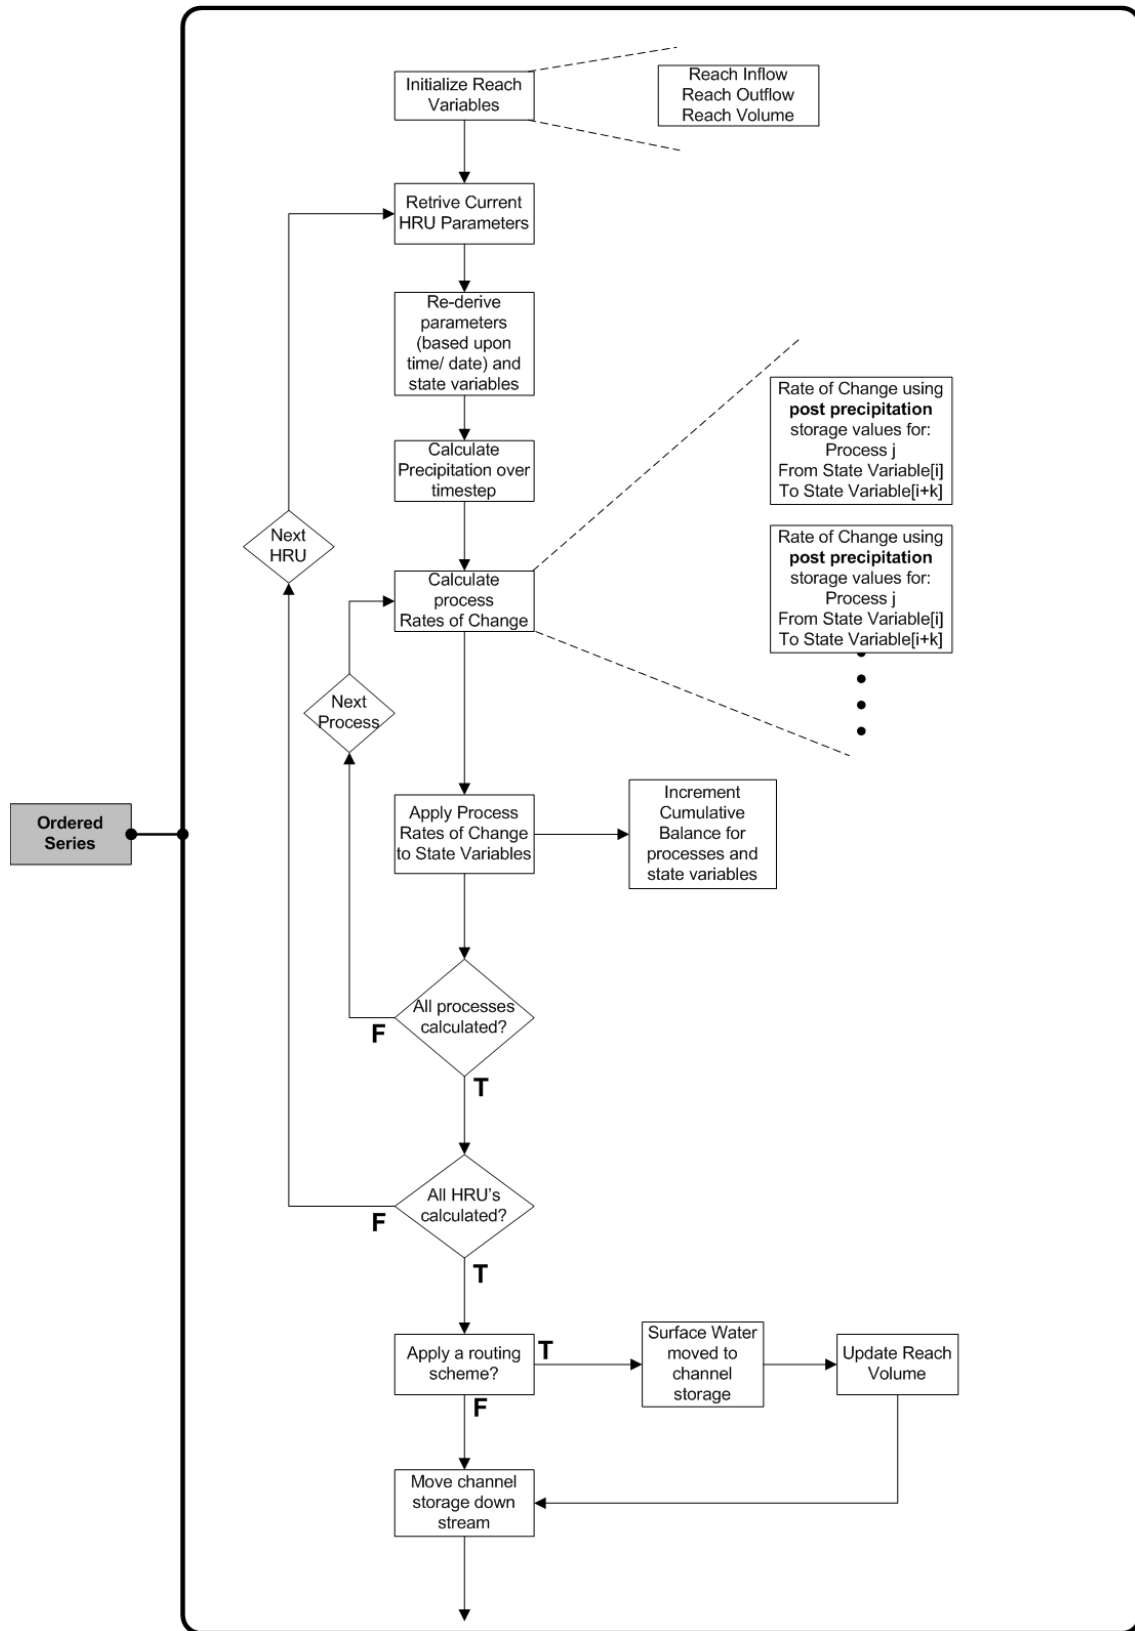 Initialize Reach
Variables
Reach Inflow
Reach Outflow
Reach Volume
Retrive Current
HRU Parameters
Re-derive
parameters
(based upon
time/ date) and
state variables
Rate of Change using
post precipitation
storage values for:
Process j
From State Variable[i]
To State Variable[i+k]
Calculate
Precipitation over
timestep
Next
HRU
Rate of Change using
post precipitation
storage values for:
Process j
From State Variable[i]
To State Variable[i+k]
Calculate
process
Rates of Change
Next
Process
Ordered
Series
Apply Process
Rates of Change
to State Variables
Increment
Cumulative
Balance for
processes and
state variables
All processes
calculated?
F
T
All HRU's
calculated?
F
T
Apply a routing
scheme?
T
F
Surface Water
moved to
channel
storage
Update Reach
Volume
Move channel
storage down
stream